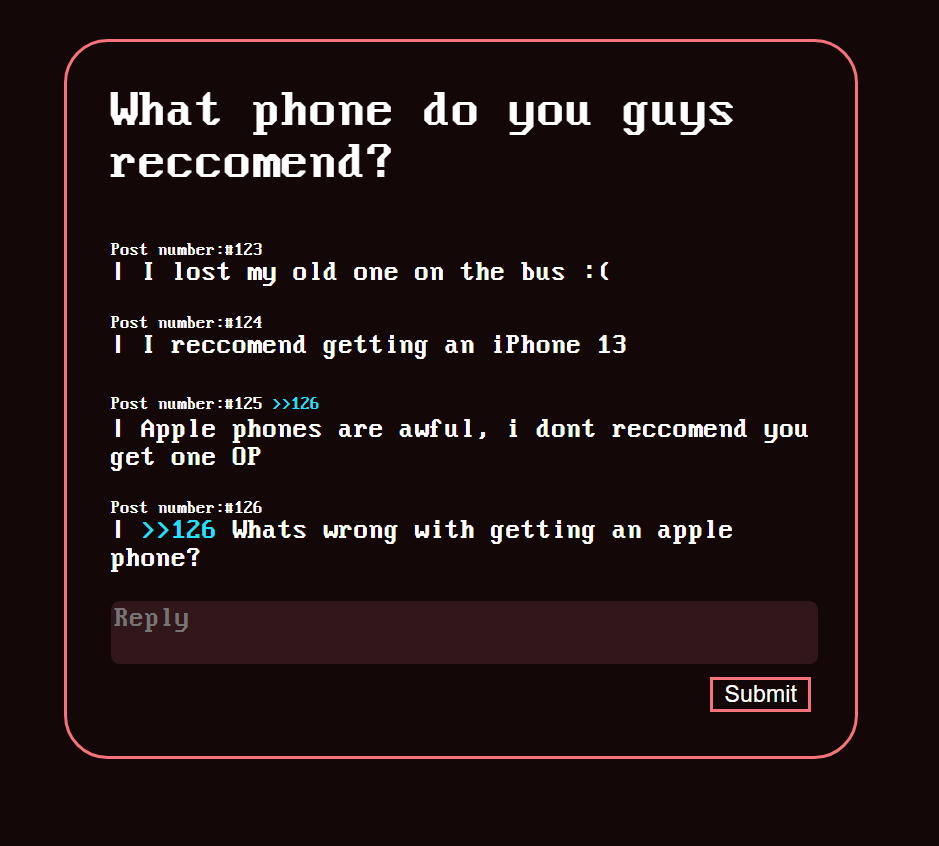 What phone do you guys
reccomend?
Post number:#123
| I lost my old one on the bus :(
Post number:#124
| I reccomend getting an iPhone 13
Post number:#125 >>126
| Apple phones are awful, i dont reccomend you
get one OP
Post number:#126
| >>126 Whats wrong with getting an apple
phone?
Reply
Submit